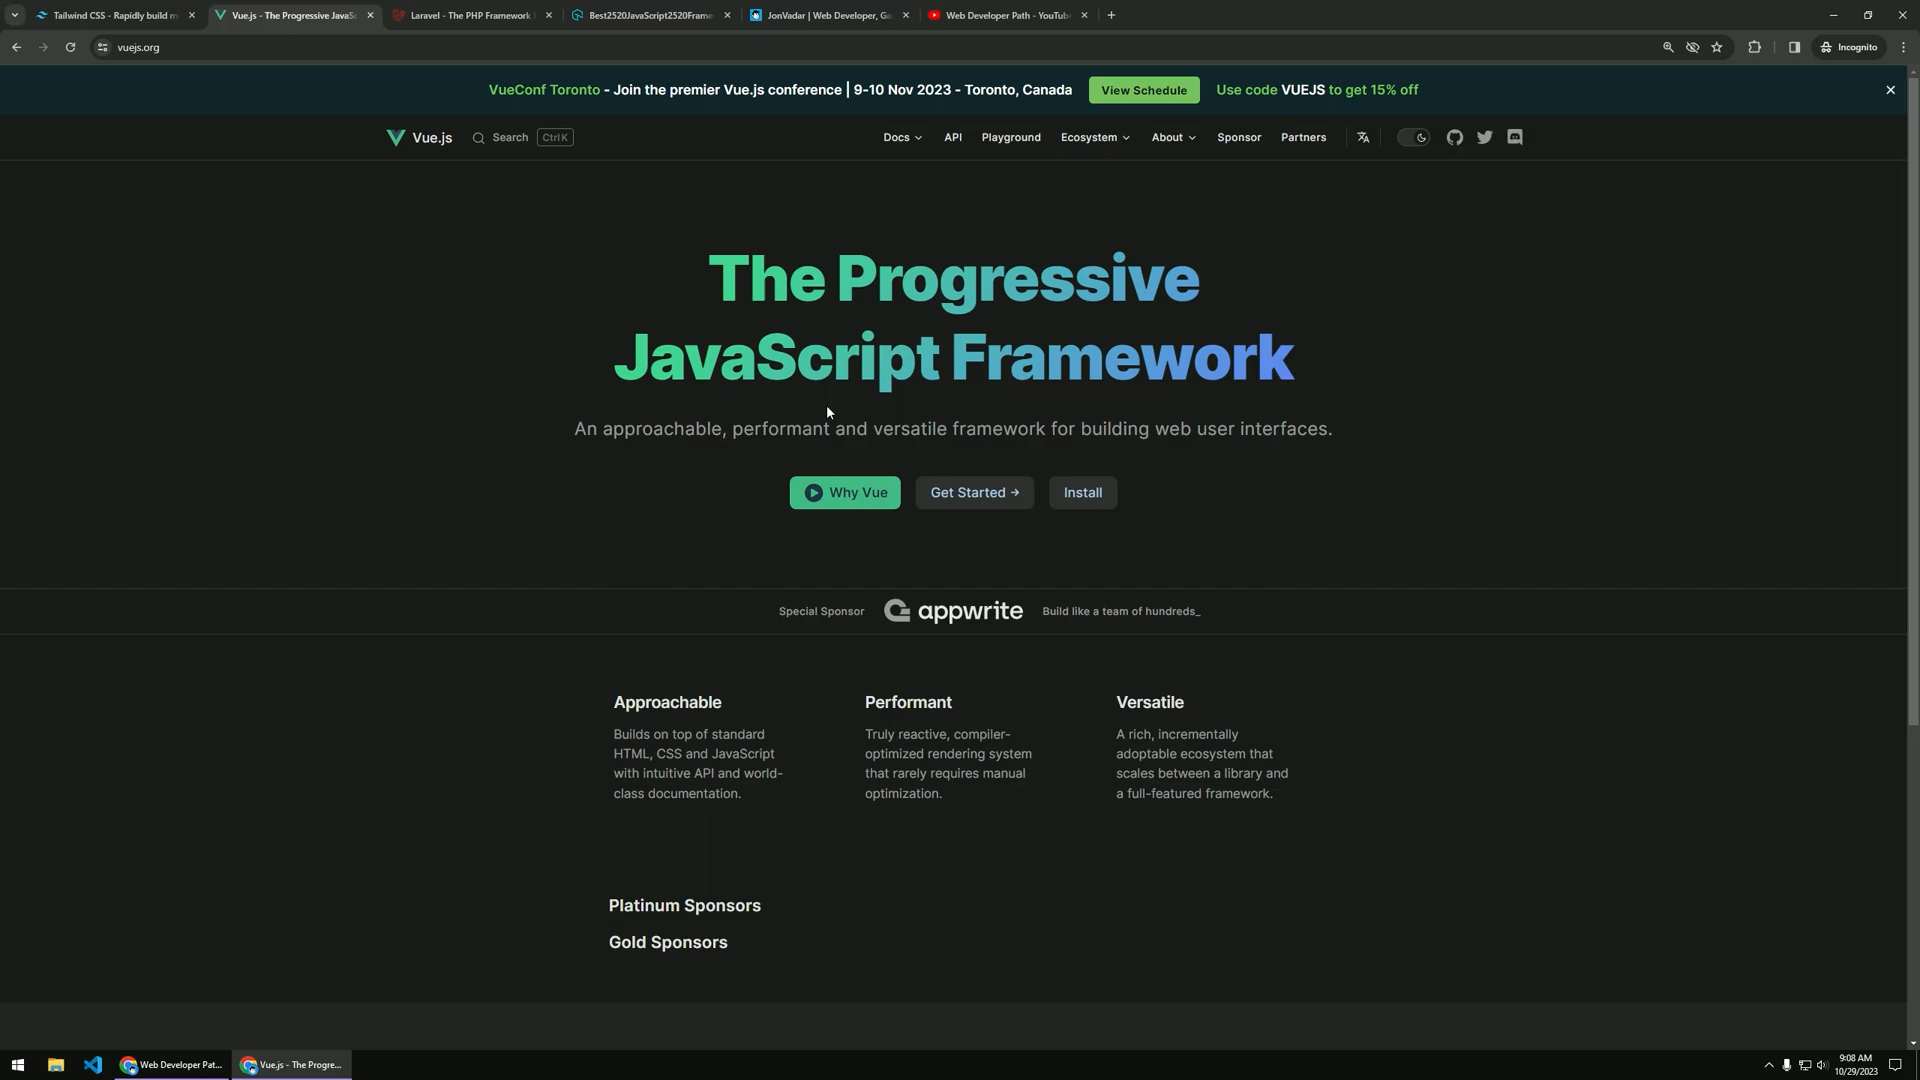 Tailwind CSS - Rapidly build m
Vue.js - The Progressive JavaSc
Laravel - The PHP Framework
Best2520JavaScript2520Frame
JonVadar | Web Developer, Ga
Web Developer Path - YouTube
vuejs.org
Incognito
VueConf Toronto - Join the premier Vue.js conference | 9-10 Nov 2023 - Toronto, Canada View Schedule Use code VUEJS to get 15% off
Vue.js Search Ctrl K Docs API Playground Ecosystem About Sponsor Partners
The Progressive
JavaScript Framework
An approachable, performant and versatile framework for building web user interfaces.
Why Vue Get Started → Install
Special Sponsor appwrite Build like a team of hundreds_
Approachable
Builds on top of standard
HTML, CSS and JavaScript
with intuitive API and world-
class documentation.
Performant
Truly reactive, compiler-
optimized rendering system
that rarely requires manual
optimization.
Versatile
A rich, incrementally
adoptable ecosystem that
scales between a library and
a full-featured framework.
Platinum Sponsors
Gold Sponsors
Web Developer Pat...
Vue.js - The Progre...
9:08 AM
10/29/2023